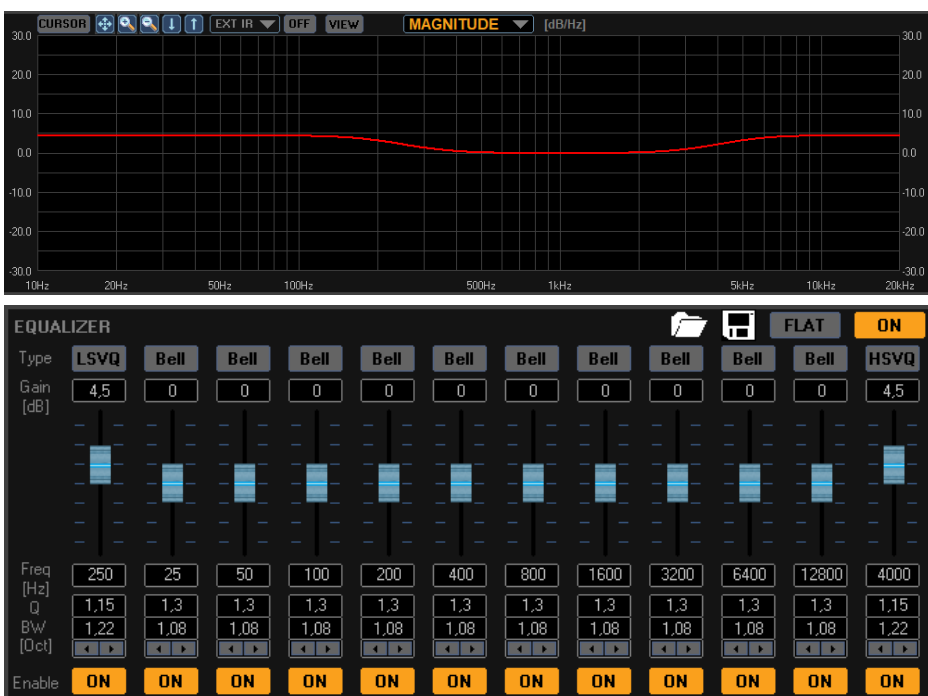 CURSOR EXT IR OFF VIEW MAGNITUDE [dB/Hz]
30.0 30.0
20.0 20.0
10.0 10.0
0.0 0.0
-10.0 -10.0
-20.0 -20.0
-30.0 -30.0
10Hz 20Hz 50Hz 100Hz 500Hz 1kHz 5kHz 10kHz 20kHz
EQUALIZER FLAT ON
Type LSVQ Bell Bell Bell Bell Bell Bell Bell Bell Bell Bell HSVQ
Gain 4,5 0 0 0 0 0 0 0 0 0 0 4,5
[dB]
Freq 250 25 50 100 200 400 800 1600 3200 6400 12800 4000
[Hz]
Q 1,15 1,3 1,3 1,3 1,3 1,3 1,3 1,3 1,3 1,3 1,3 1,15
BW 1,22 1,08 1,08 1,08 1,08 1,08 1,08 1,08 1,08 1,08 1,08 1,22
[Oct]
Enable ON ON ON ON ON ON ON ON ON ON ON ON